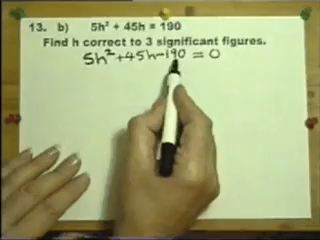 13. b) 5h² + 45h = 190
Find h correct to 3 significant figures.
5h² + 45h - 190 = 0